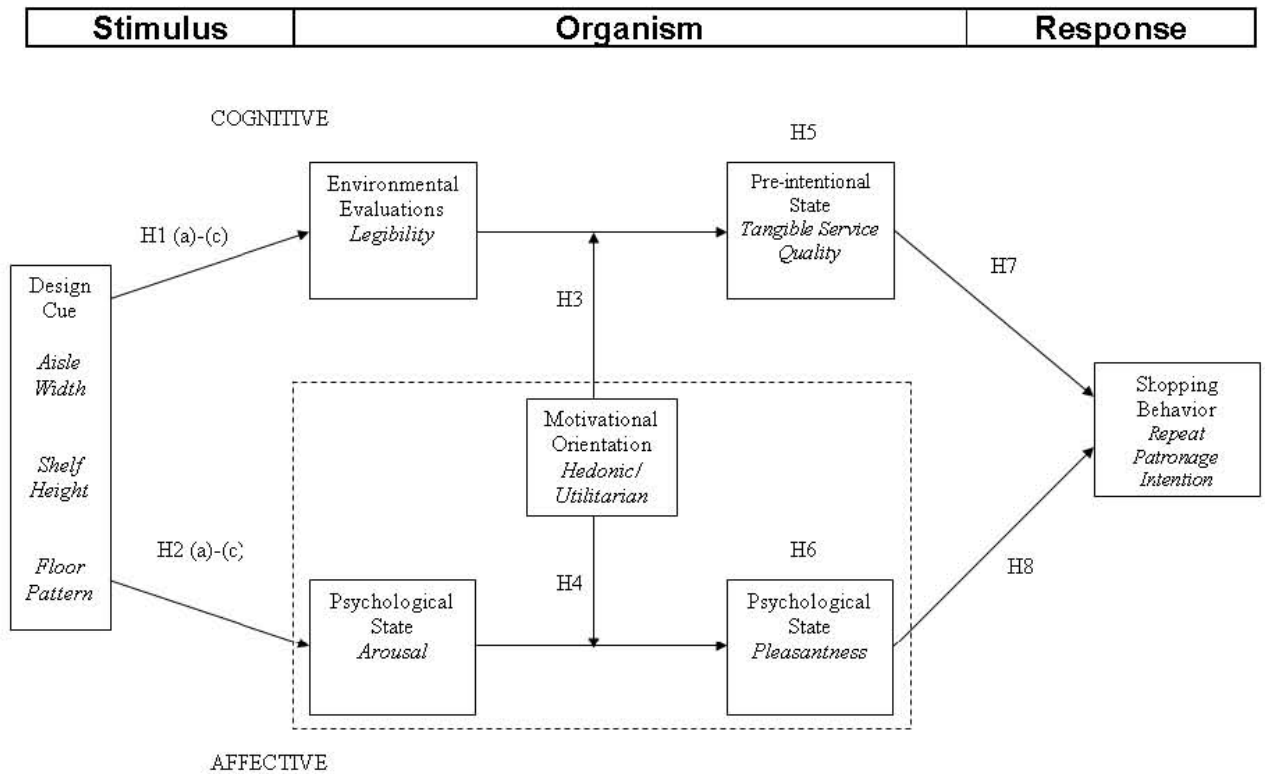 Stimulus
Organism
Response
COGNITIVE
H5
Environmental
Evaluations
Legibility
Pre-intentional
State
Tangible Service
Quality
H1 (a)-(c)
H7
Design
Cue
Aisle
Width
Shelf
Height
Floor
Pattern
H3
Motivational
Orientation
Hedonic/
Utilitarian
Shopping
Behavior
Repeat
Patronage
Intention
H2 (a)-(c)
H6
H4
H8
Psychological
State
Arousal
Psychological
State
Pleasantness
AFFECTIVE